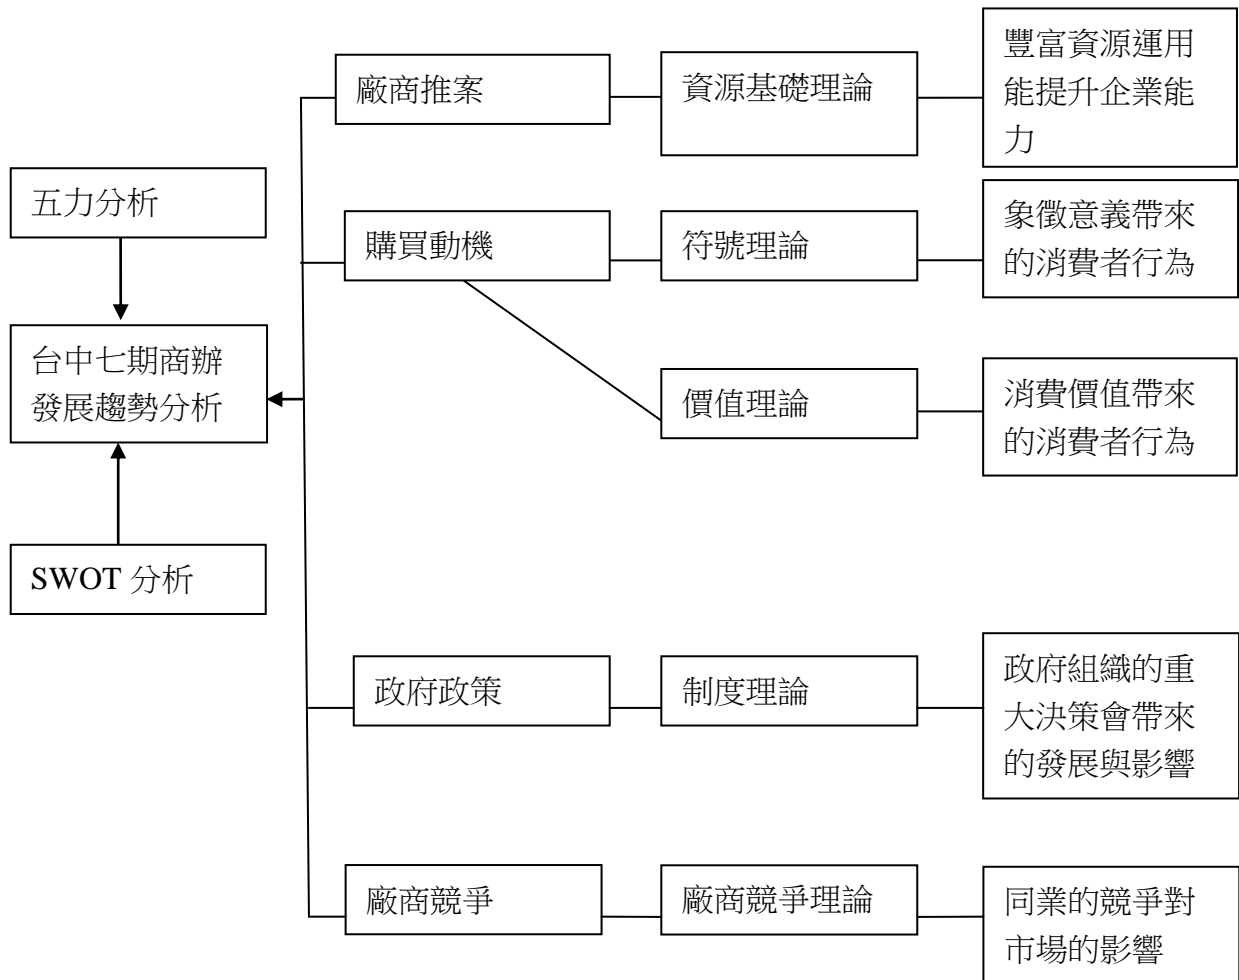 廠商推案
資源基礎理論
豐富資源運用
能提升企業能
力
五力分析
購買動機
符號理論
象徵意義帶來
的消費者行為
台中七期商辦
發展趨勢分析
價值理論
消費價值帶來
的消費者行為
SWOT 分析
政府政策
制度理論
政府組織的重
大決策會帶來
的發展與影響
廠商競爭
廠商競爭理論
同業的競爭對
市場的影響